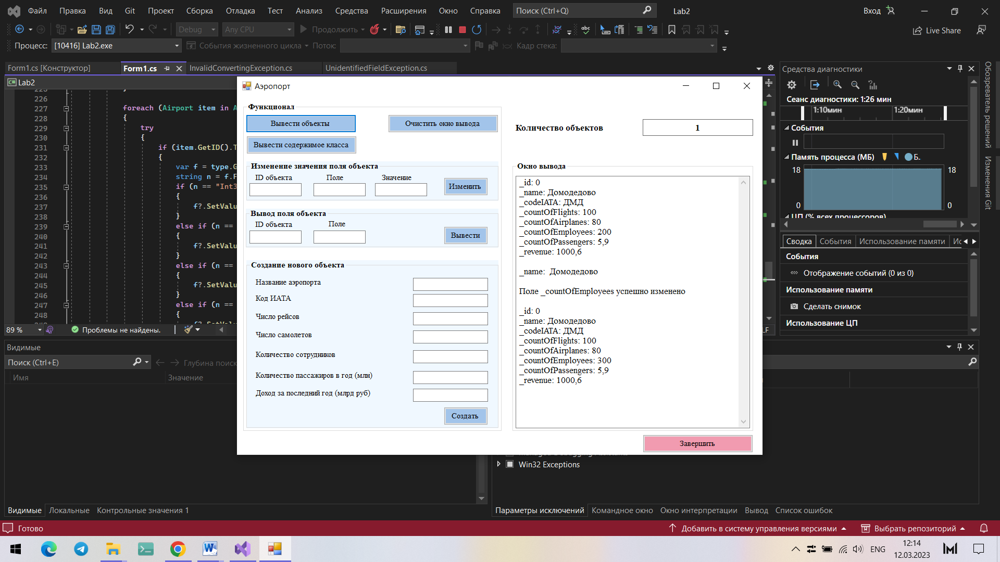 Файл Правка Вид Git Проект Сборка Отладка Тест Анализ Средства Расширения Окно Справка Поиск (Ctrl+Q) Lab2 Вход
Debug Any CPU Продолжить Live Share
Процесс: [10416] Lab2.exe События жизненного цикла Поток: Кадр стека:
Form1.cs [Конструктор] Form1.cs InvalidConvertingException.cs UnidentifiedFieldException.cs
C# Lab2
226
227 foreach (Airport item in A
228 {
229 try
230 {
231 if (item.GetID().T
232 {
233 var f = type.G
234 string n = f.F
235 if (n == "Int3
236 {
237 f?.SetValu
238 }
239 else if (n ==
240 {
241 f?.SetValu
242 }
243 else if (n ==
244 {
245 f?.SetValu
246 }
247 else if (n ==
248 {
89 % Проблемы не найдены. LF
Аэропорт
Функционал
Вывести объекты Очистить окно вывода
Вывести содержимое класса
Изменение значения поля объекта
ID объекта Поле Значение
Изменить
Вывод поля объекта
ID объекта Поле
Вывести
Создание нового объекта
Название аэропорта
Код ИАТА
Число рейсов
Число самолетов
Количество сотрудников
Количество пассажиров в год (млн)
Доход за последний год (млрд руб)
Создать
Количество объектов 1
Окно вывода
_id: 0
_name: Домодедово
_codeIATA: ДМД
_countOfFlights: 100
_countOfAirplanes: 80
_countOfEmployees: 200
_countOfPassengers: 5,9
_revenue: 1000,6
_name:  Домодедово
Поле _countOfEmployees успешно изменено
_id: 0
_name: Домодедово
_codeIATA: ДМД
_countOfFlights: 100
_countOfAirplanes: 80
_countOfEmployees: 300
_countOfPassengers: 5,9
_revenue: 1000,6
Завершить
Средства диагностики
Сеанс диагностики: 1:26 мин
1:10мин 1:20мин
События
Память процесса (МБ) Б..
18 18
0 0
ЦП (% всех процессоров)
Сводка События Использование памяти Ис
События
Отображение событий (0 из 0)
Использование памяти
Сделать снимок
Использование ЦП
Обозреватель решений
Изменения Git
Видимые
Поиск (Ctrl+E) Глубина поиск
Имя Значение
Win32 Exceptions
Видимые Локальные Контрольные значения 1
Параметры исключений Командное окно Окно интерпретации Вывод Список ошибок
Готово Добавить в систему управления версиями Выбрать репозиторий
ENG 12:14
12.03.2023